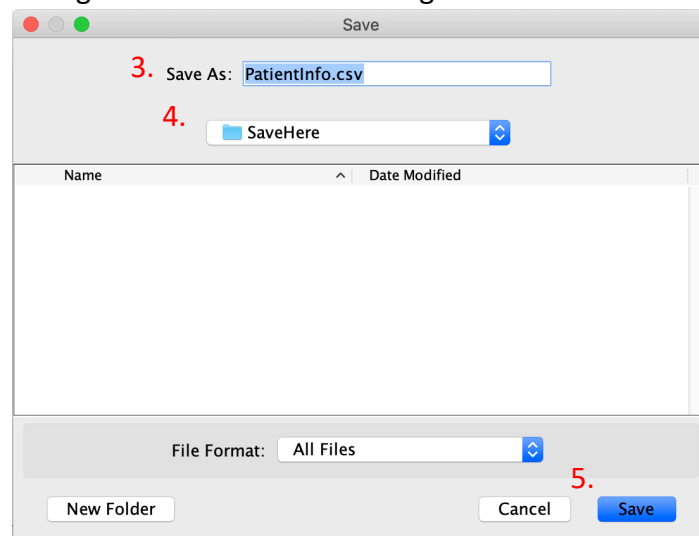 Save
3. Save As: PatientInfo.csv
4. SaveHere
Name Date Modified
File Format: All Files
5.
New Folder Cancel Save